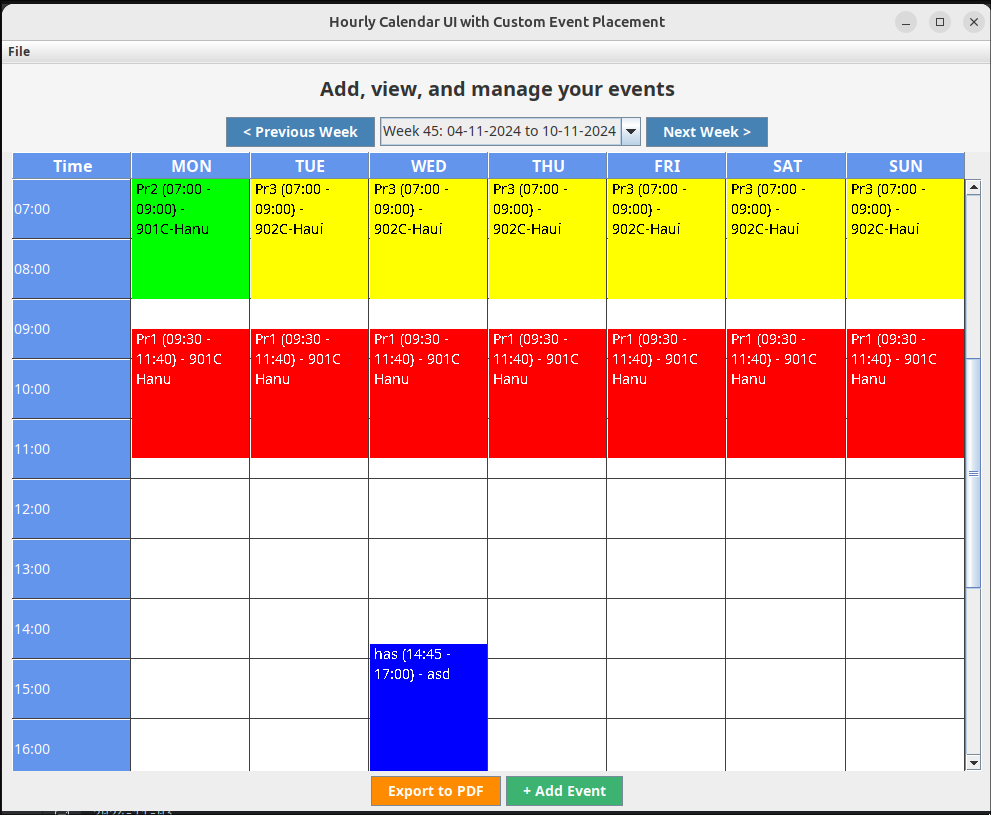 Hourly Calendar UI with Custom Event Placement
File
Add, view, and manage your events
< Previous Week
Week 45: 04-11-2024 to 10-11-2024
Next Week >
Time MON TUE WED THU FRI SAT SUN
07:00
Pr2 (07:00 -
09:00) -
901C-Hanu
Pr3 (07:00 -
09:00) -
902C-Haui
Pr3 (07:00 -
09:00) -
902C-Haui
Pr3 (07:00 -
09:00) -
902C-Haui
Pr3 (07:00 -
09:00) -
902C-Haui
Pr3 (07:00 -
09:00) -
902C-Haui
Pr3 (07:00 -
09:00) -
902C-Haui
08:00
09:00
Pr1 (09:30 -
11:40) - 901C
Hanu
Pr1 (09:30 -
11:40) - 901C
Hanu
Pr1 (09:30 -
11:40) - 901C
Hanu
Pr1 (09:30 -
11:40) - 901C
Hanu
Pr1 (09:30 -
11:40) - 901C
Hanu
Pr1 (09:30 -
11:40) - 901C
Hanu
Pr1 (09:30 -
11:40) - 901C
Hanu
10:00
11:00
12:00
13:00
14:00
has (14:45 -
17:00) - asd
15:00
16:00
Export to PDF
+ Add Event